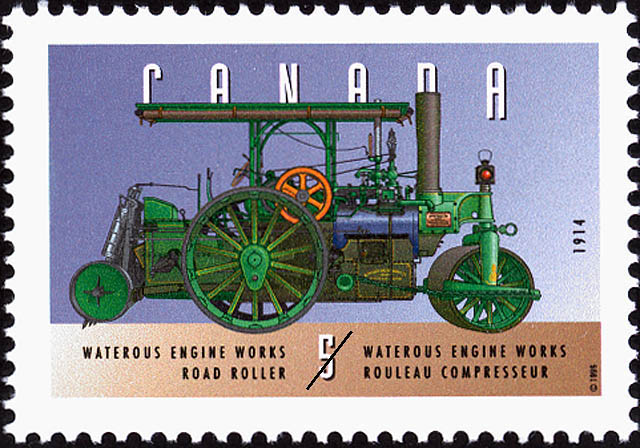 CANADA
1914
WATEROUS ENGINE WORKS
ROAD ROLLER
5
WATEROUS ENGINE WORKS
ROULEAU COMPRESSEUR
© 1995